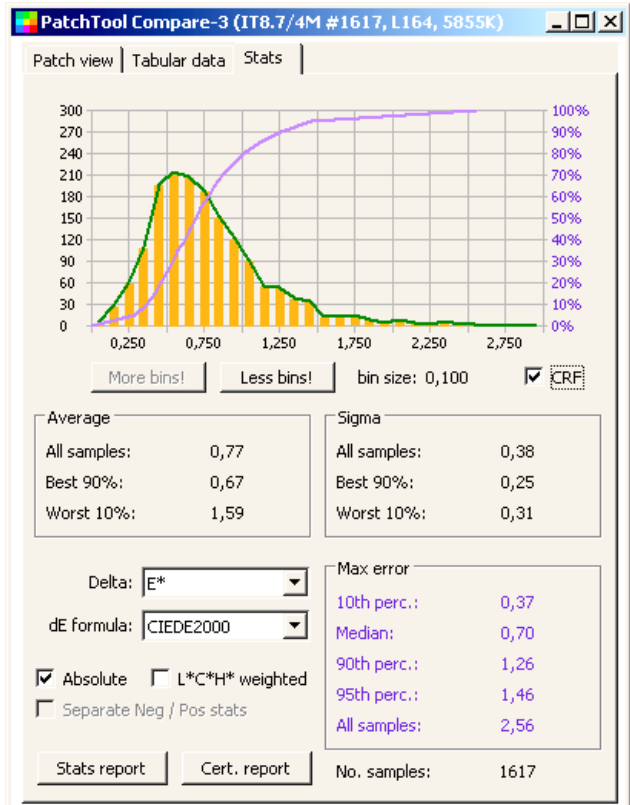 PatchTool Compare-3 (IT8.7/4M #1617, L164, 5855K)
Patch view Tabular data Stats
300 100%
270 90%
240 80%
210 70%
180 60%
150 50%
120 40%
90 30%
60 20%
30 10%
0 0%
0,250 0,750 1,250 1,750 2,250 2,750
More bins! Less bins! bin size: 0,100 CRF
Average
All samples: 0,77
Best 90%: 0,67
Worst 10%: 1,59
Sigma
All samples: 0,38
Best 90%: 0,25
Worst 10%: 0,31
Delta: E*
dE formula: CIEDE2000
Absolute L*C*H* weighted
Separate Neg / Pos stats
Stats report Cert. report
Max error
10th perc.: 0,37
Median: 0,70
90th perc.: 1,26
95th perc.: 1,46
All samples: 2,56
No. samples: 1617